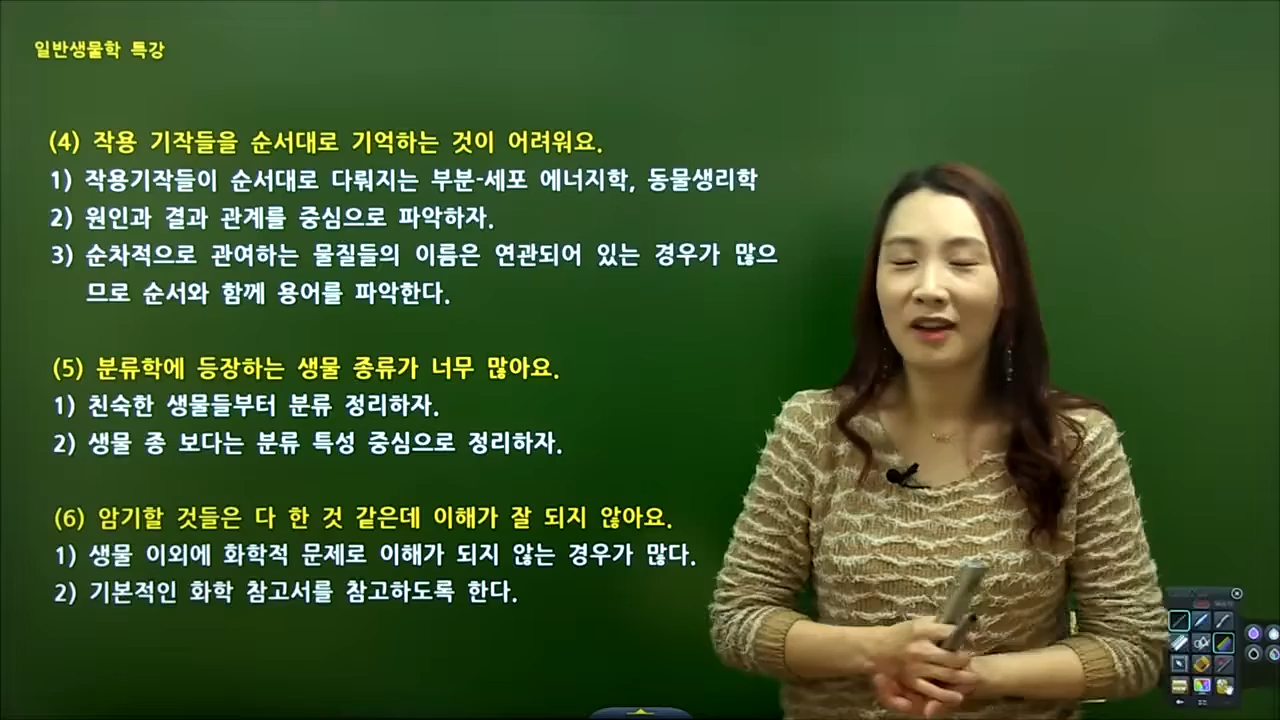 일반생물학 특강
(4) 작용 기작들을 순서대로 기억하는 것이 어려워요.
1) 작용기작들이 순서대로 다뤄지는 부분-세포 에너지학, 동물생리학
2) 원인과 결과 관계를 중심으로 파악하자.
3) 순차적으로 관여하는 물질들의 이름은 연관되어 있는 경우가 많으
므로 순서와 함께 용어를 파악한다.
(5) 분류학에 등장하는 생물 종류가 너무 많아요.
1) 친숙한 생물들부터 분류 정리하자.
2) 생물 종 보다는 분류 특성 중심으로 정리하자.
(6) 암기할 것들은 다 한 것 같은데 이해가 잘 되지 않아요.
1) 생물 이외에 화학적 문제로 이해가 되지 않는 경우가 많다.
2) 기본적인 화학 참고서를 참고하도록 한다.